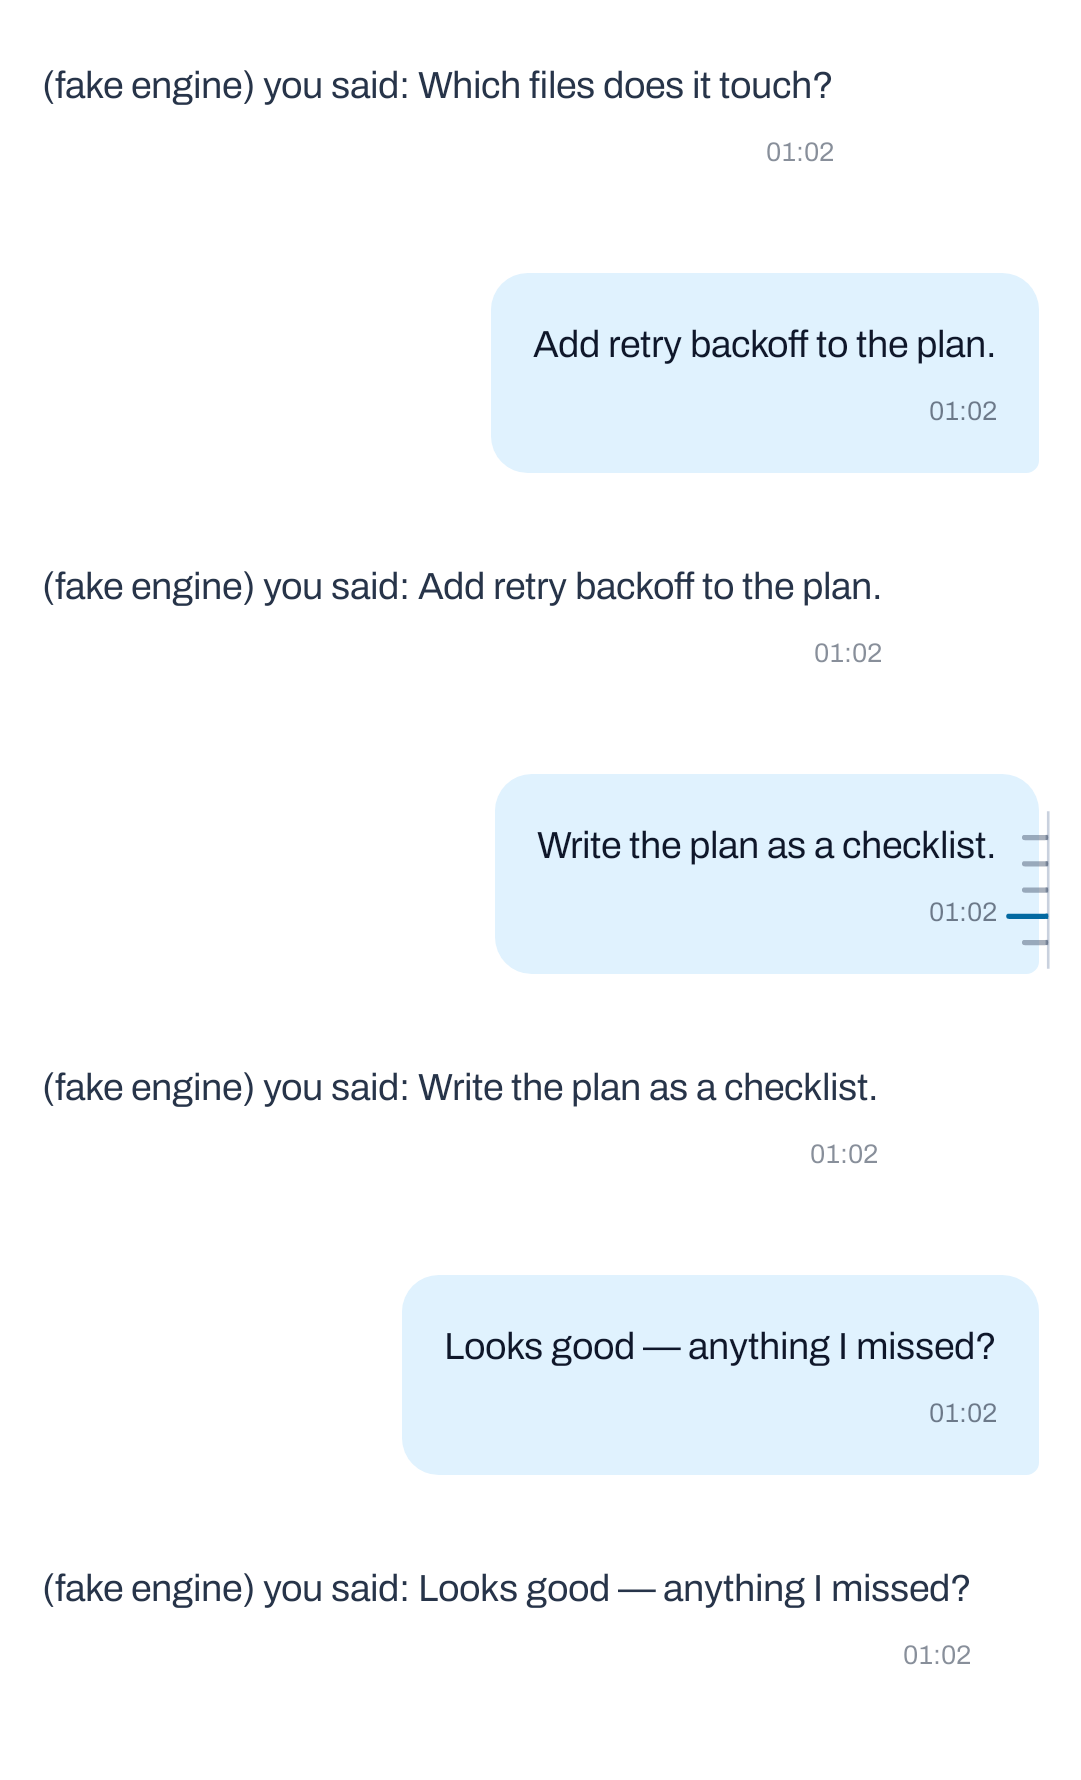 (fake engine) you said: Which files does it touch?
01:02
Add retry backoff to the plan.
01:02
(fake engine) you said: Add retry backoff to the plan.
01:02
Write the plan as a checklist.
01:02
(fake engine) you said: Write the plan as a checklist.
01:02
Looks good — anything I missed?
01:02
(fake engine) you said: Looks good — anything I missed?
01:02